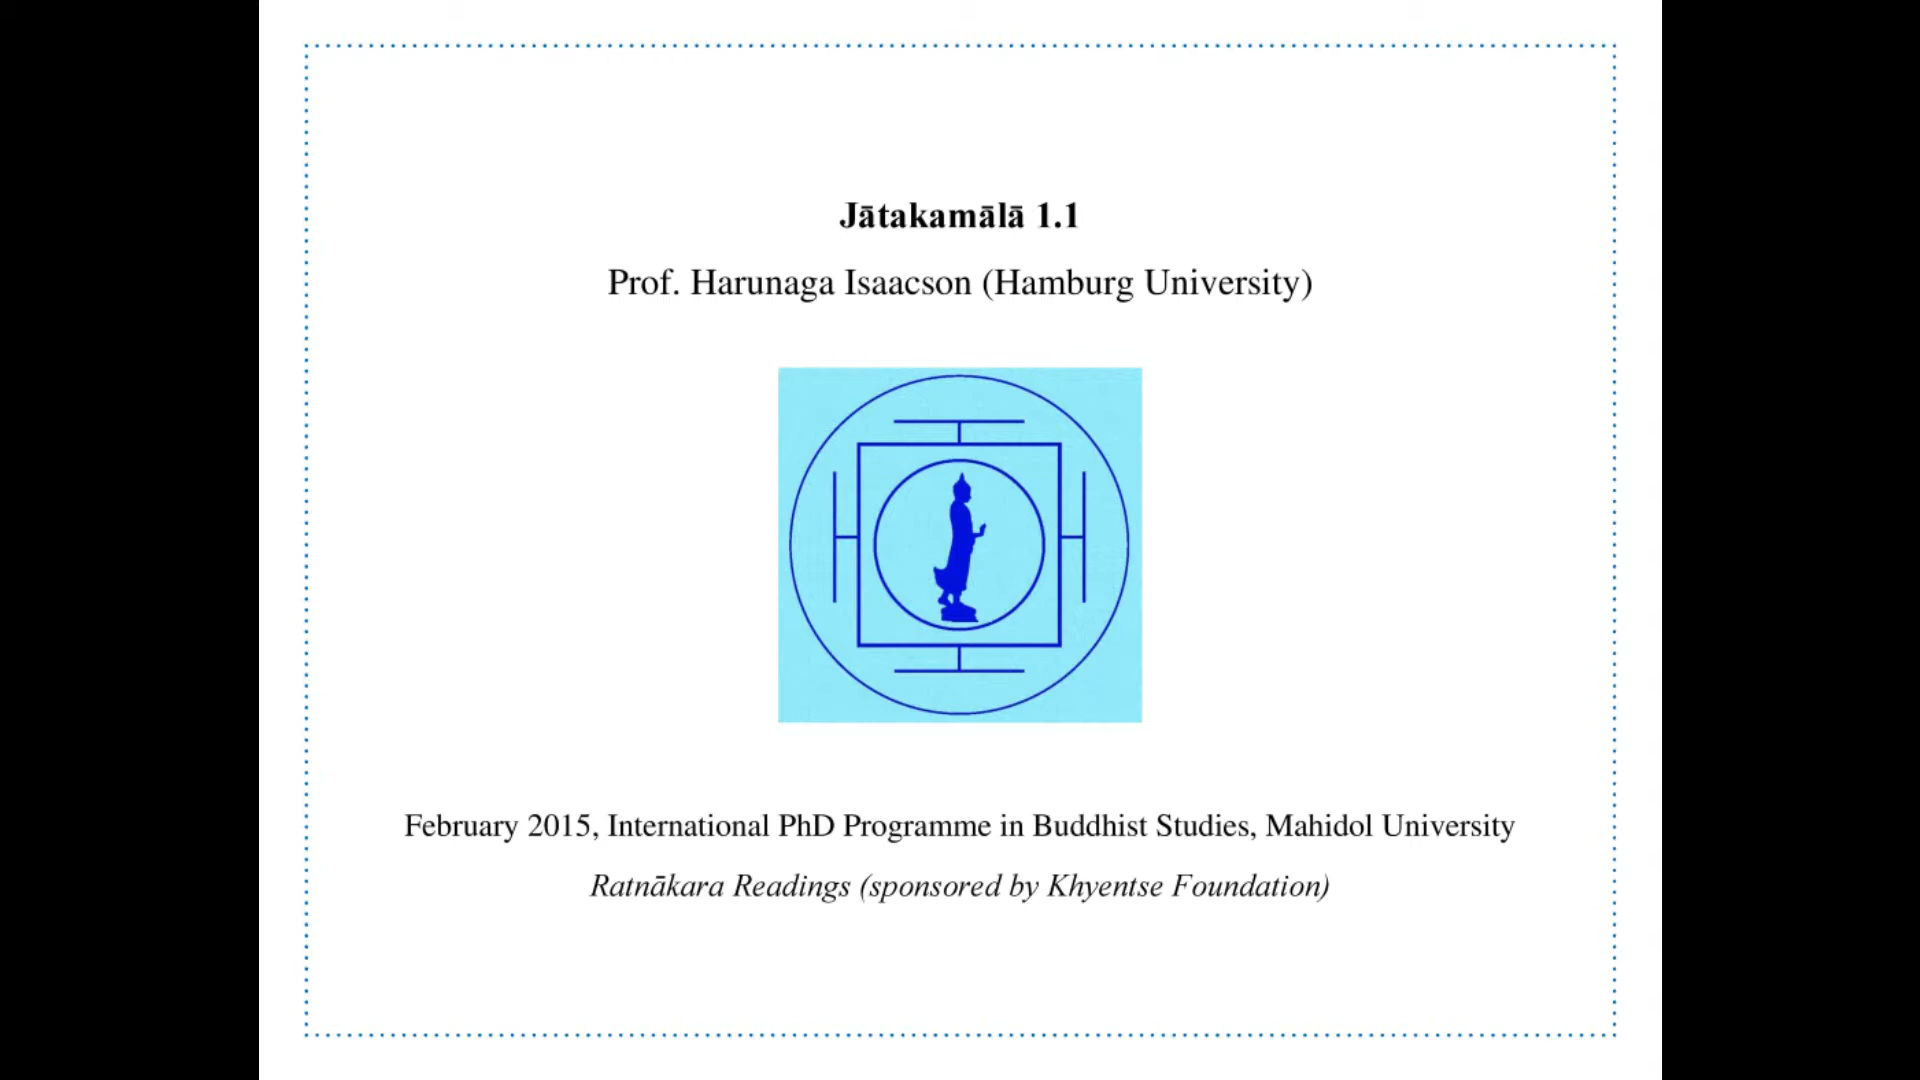 Jātakamālā 1.1
Prof. Harunaga Isaacson (Hamburg University)
February 2015, International PhD Programme in Buddhist Studies, Mahidol University
Ratnākara Readings (sponsored by Khyentse Foundation)